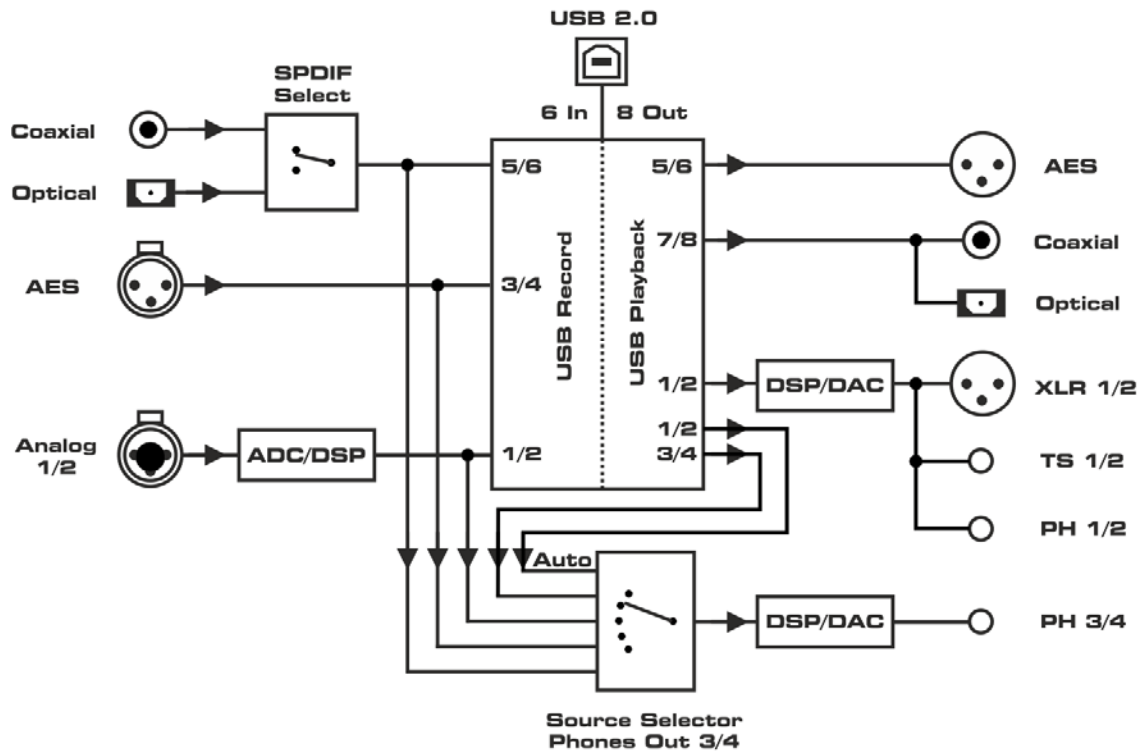 USB 2.0
6 In
8 Out
SPDIF
Select
Coaxial
Optical
AES
Analog
1/2
ADC/DSP
5/6
3/4
1/2
USB Record
USB Playback
5/6
7/8
1/2
1/2
3/4
DSP/DAC
AES
Coaxial
Optical
XLR 1/2
TS 1/2
PH 1/2
Auto
DSP/DAC
PH 3/4
Source Selector
Phones Out 3/4